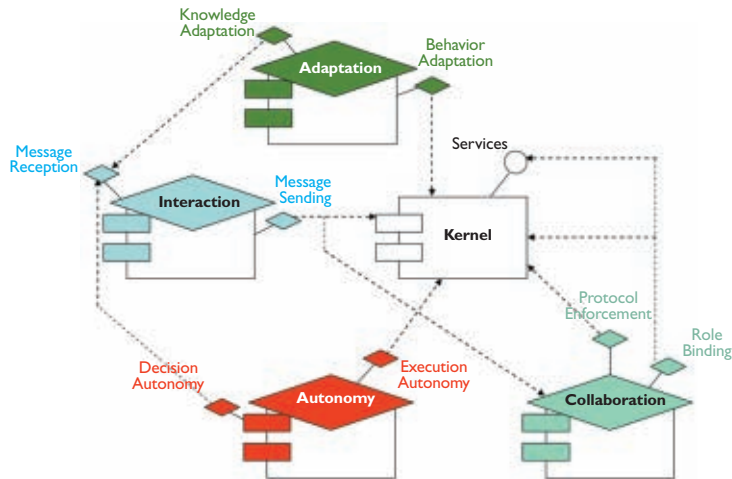 Knowledge
Adaptation
Adaptation
Behavior
Adaptation
Services
Message
Reception
Interaction
Message
Sending
Kernel
Protocol
Enforcement
Role
Binding
Decision
Autonomy
Execution
Autonomy
Autonomy
Collaboration